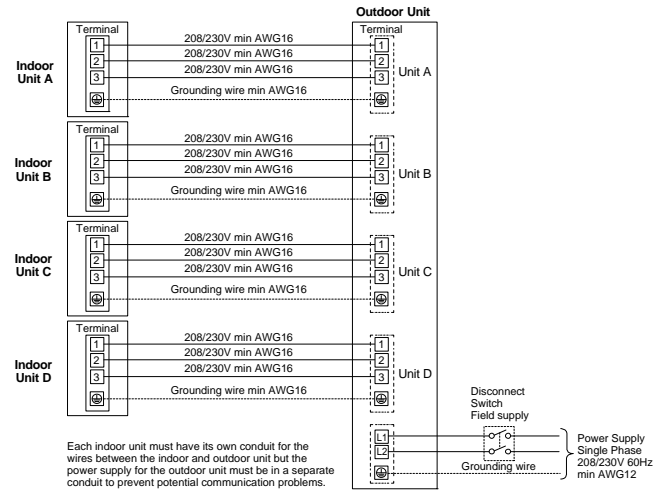 Outdoor Unit
Terminal
Terminal
Indoor
Unit A
1
208/230V min AWG16
1
2
208/230V min AWG16
2
3
208/230V min AWG16
3
Unit A
Grounding wire min AWG16
Terminal
Indoor
Unit B
1
208/230V min AWG16
1
2
208/230V min AWG16
2
3
208/230V min AWG16
3
Unit B
Grounding wire min AWG16
Terminal
Indoor
Unit C
1
208/230V min AWG16
1
2
208/230V min AWG16
2
3
208/230V min AWG16
3
Unit C
Grounding wire min AWG16
Terminal
Indoor
Unit D
1
208/230V min AWG16
1
2
208/230V min AWG16
2
3
208/230V min AWG16
3
Unit D
Grounding wire min AWG16
Disconnect
Switch
Field supply
L1
L2
Grounding wire
Power Supply
Single Phase
208/230V 60Hz
min AWG12
Each indoor unit must have its own conduit for the
wires between the indoor and outdoor unit but the
power supply for the outdoor unit must be in a separate
conduit to prevent potential communication problems.